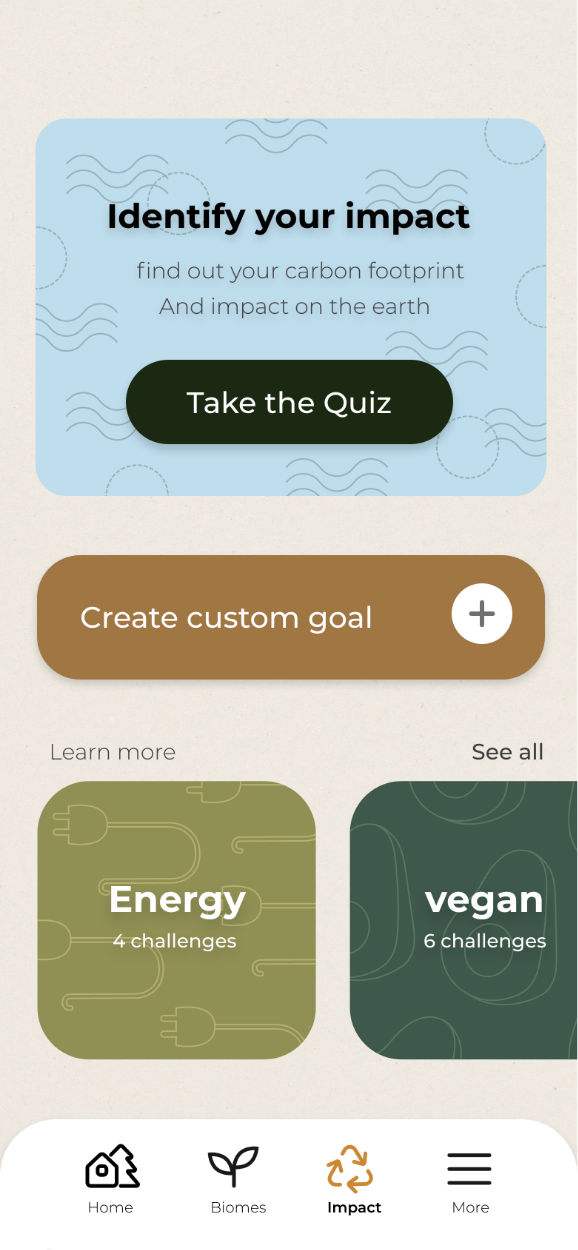 Identify your impact
find out your carbon footprint
And impact on the earth
Take the Quiz
Create custom goal
Learn more
See all
Energy
4 challenges
vegan
6 challenges
Home
Biomes
Impact
More